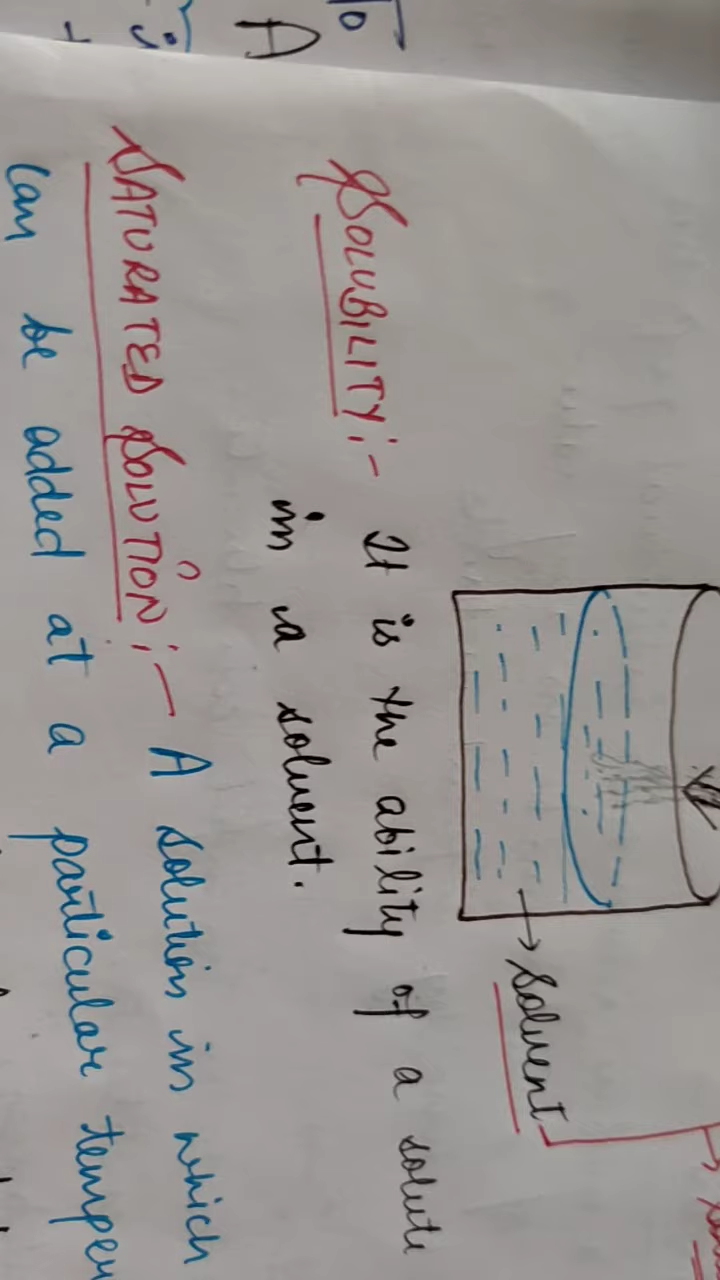 Solvent
SOLUBILITY :- It is the ability of a solute
in a solvent.
SATURATED SOLUTION :- A solution in which
can be added at a particular temper
To
A